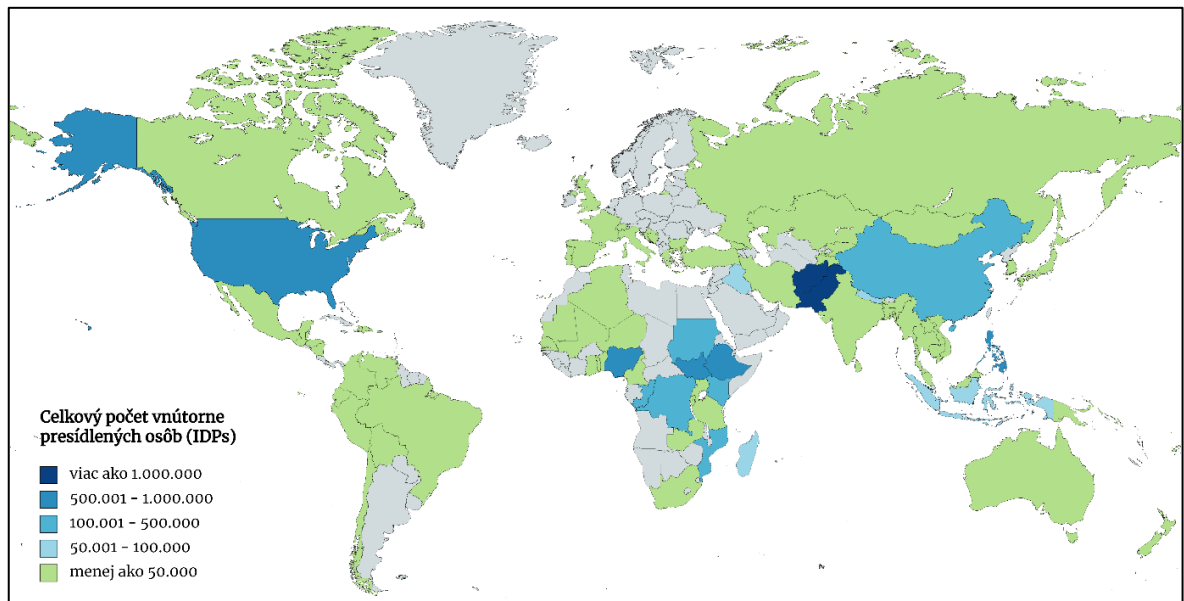 Celkový počet vnútorne
presídlených osôb (IDPs)
viac ako 1.000.000
500.001 - 1.000.000
100.001 - 500.000
50.001 - 100.000
menej ako 50.000